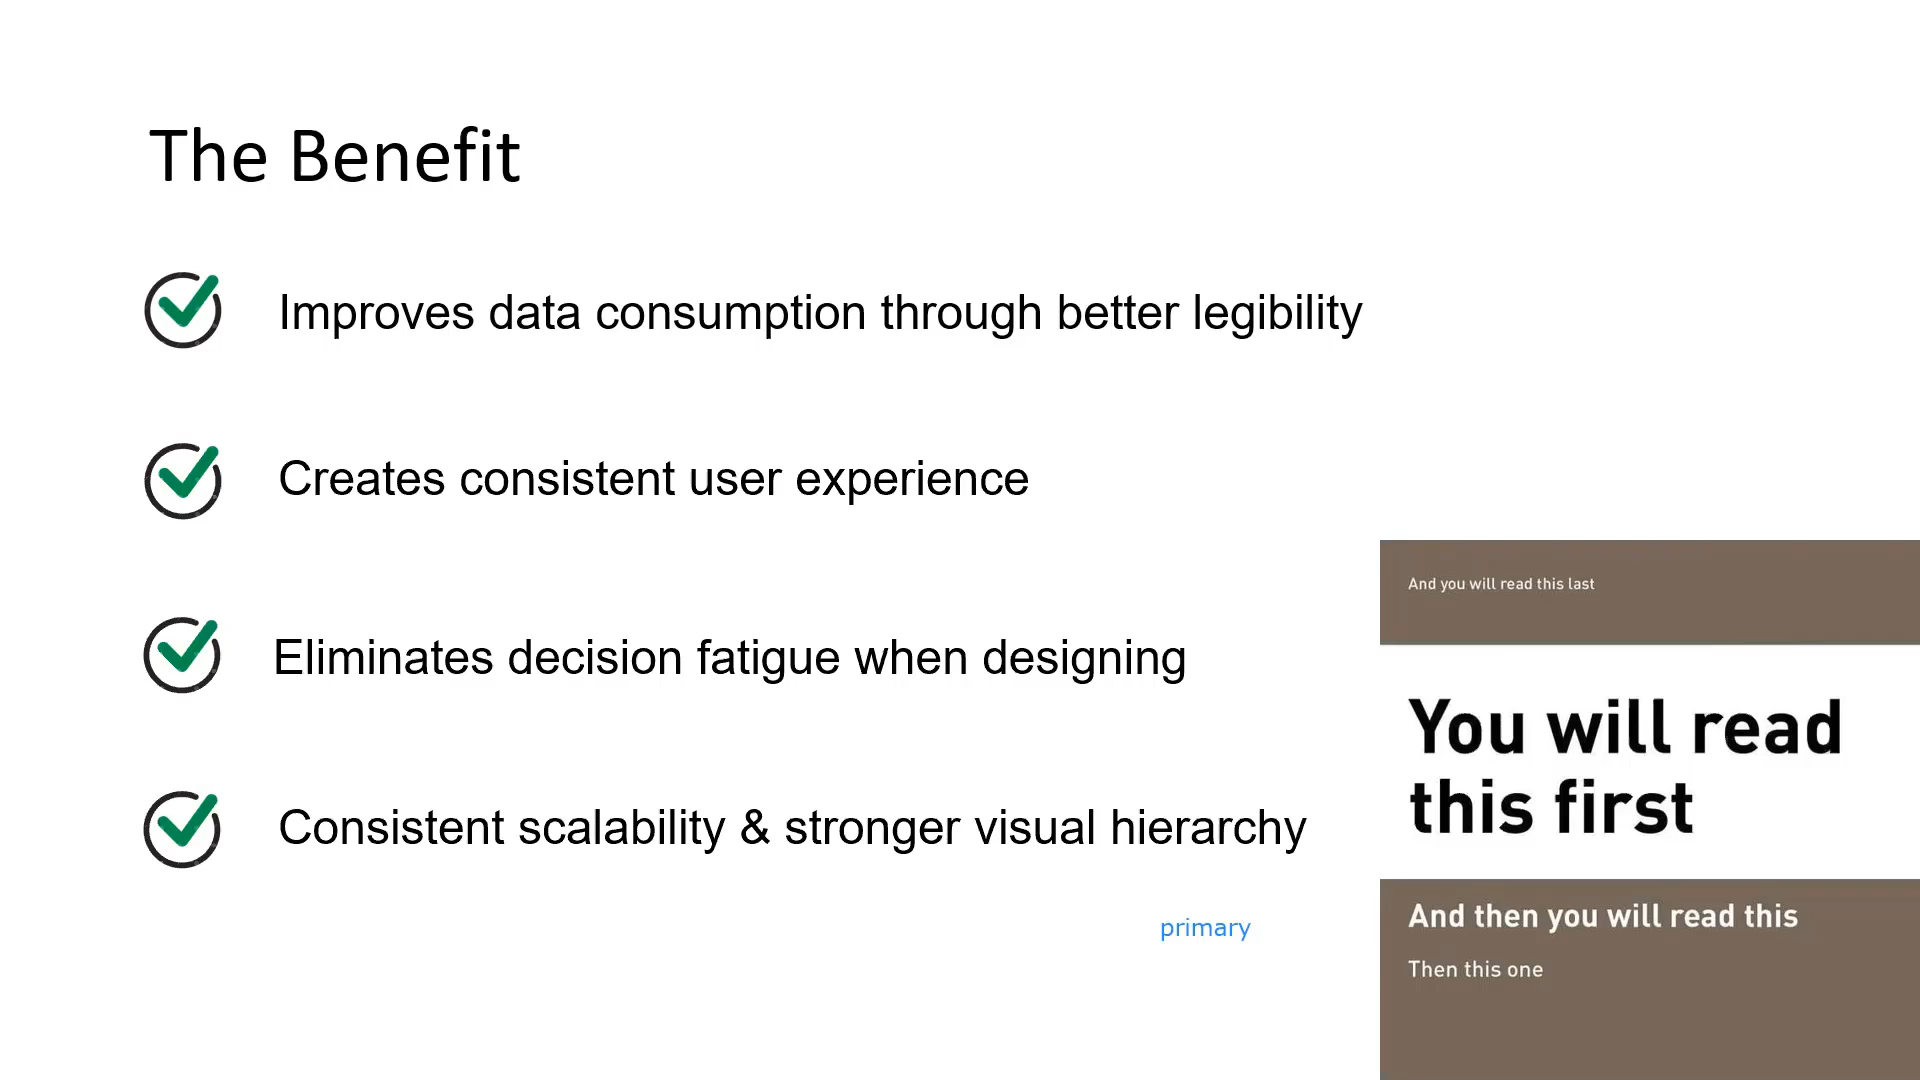 The Benefit
Improves data consumption through better legibility
Creates consistent user experience
Eliminates decision fatigue when designing
Consistent scalability & stronger visual hierarchy
primary
And you will read this last
You will read
this first
And then you will read this
Then this one